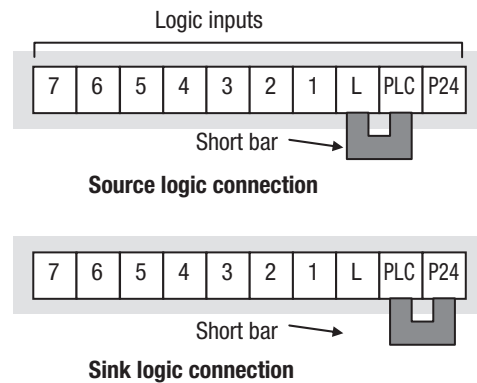 Logic inputs
7 6 5 4 3 2 1 L PLC P24
Short bar
Source logic connection
7 6 5 4 3 2 1 L PLC P24
Short bar
Sink logic connection